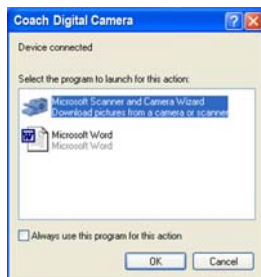 Coach Digital Camera
Device connected
Select the program to launch for this action:
Microsoft Scanner and Camera Wizard
Download pictures from a camera or scanner
Microsoft Word
Microsoft Word
Always use this program for this action
OK
Cancel